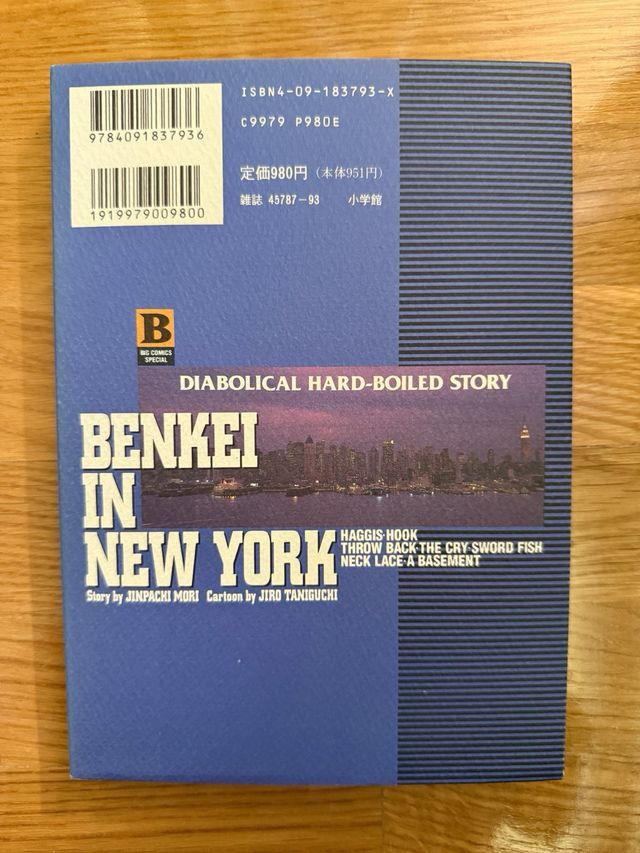 ISBN4-09-183793-X
C9979 P980E
9784091837936
定価980円（本体951円）
1919979009800
雑誌 45787-93 小学館
B
BIG COMICS
SPECIAL
DIABOLICAL HARD-BOILED STORY
BENKEI
IN
NEW YORK
HAGGIS·HOOK
THROW BACK·THE CRY·SWORD FISH
NECK LACE·A BASEMENT
Story by JINPACHI MORI Cartoon by JIRO TANIGUCHI